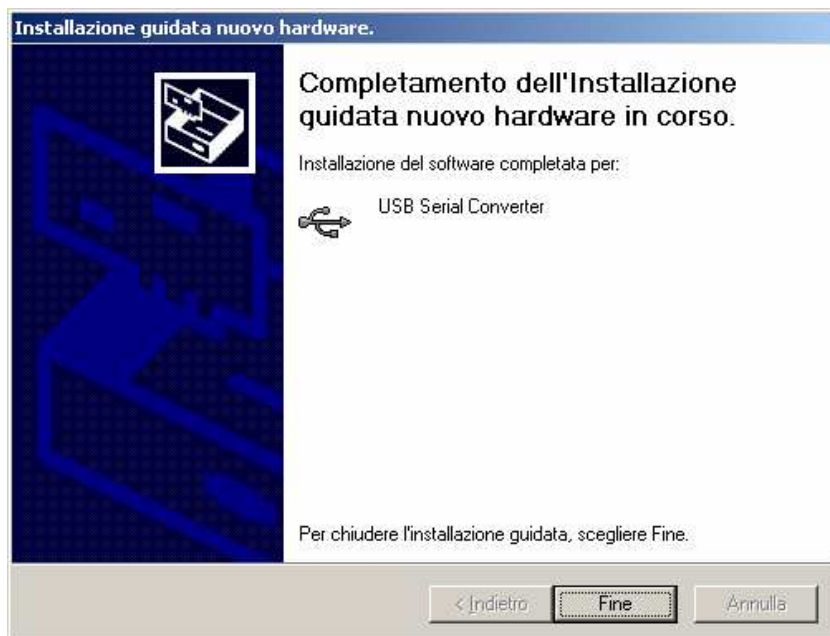 Installazione guidata nuovo hardware.
Completamento dell'Installazione
guidata nuovo hardware in corso.
Installazione del software completata per:
USB Serial Converter
Per chiudere l'installazione guidata, scegliere Fine.
< Indietro Fine Annulla